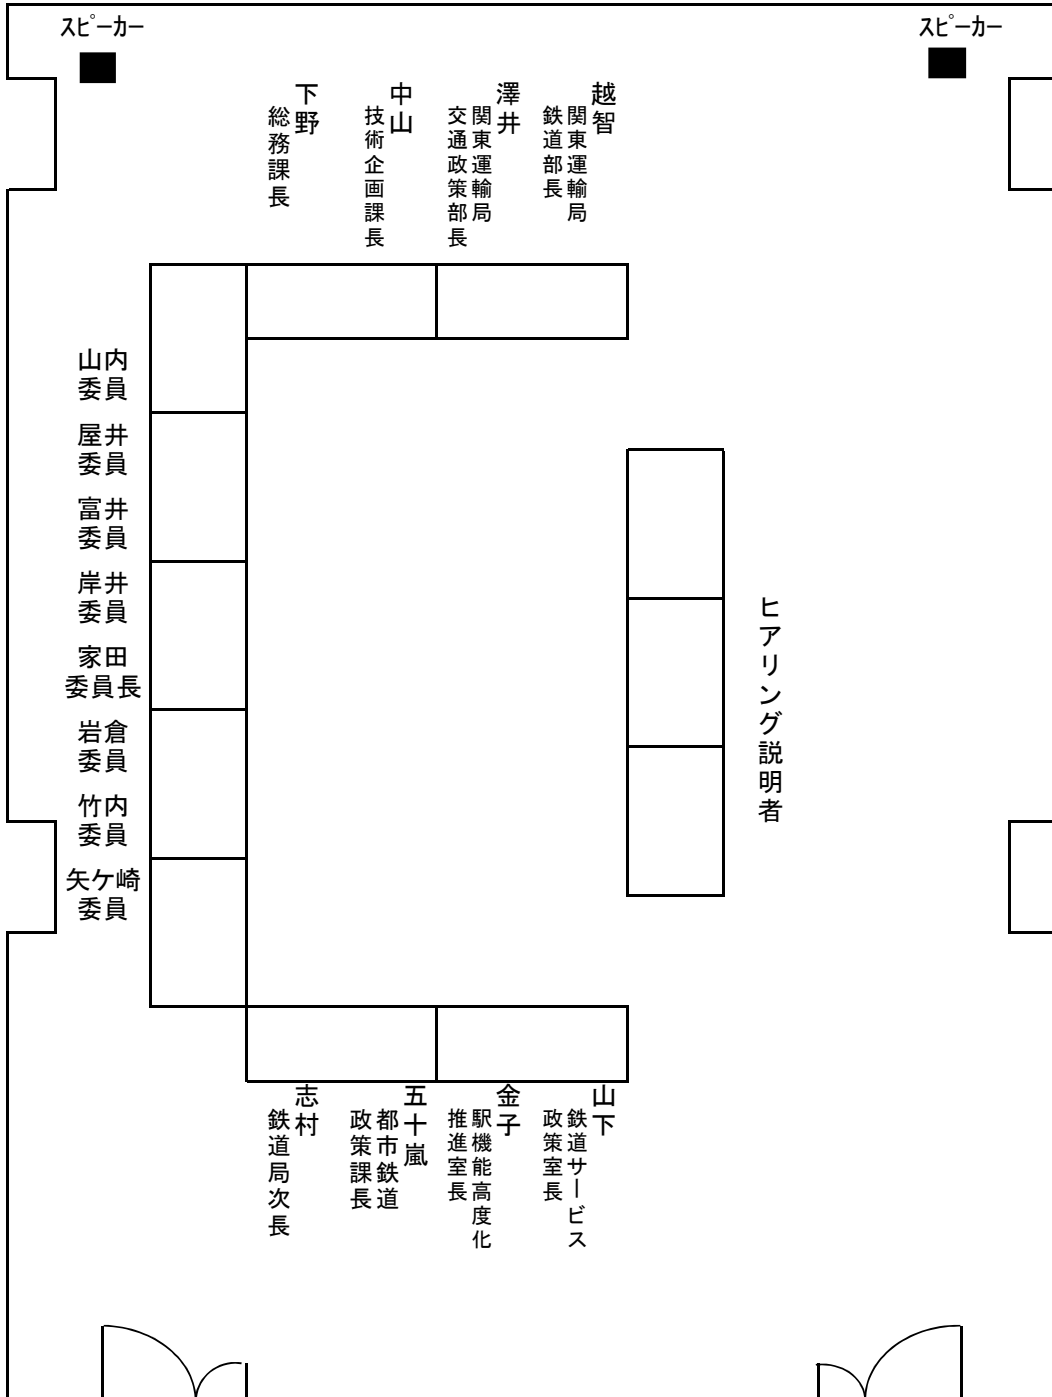 スピーカー
スピーカー
越智
関東運輸局
鉄道部長
澤井
関東運輸局
交通政策部長
中山
技術企画課長
下野
総務課長
山内
委員
屋井
委員
富井
委員
岸井
委員
家田
委員長
岩倉
委員
竹内
委員
矢ケ崎
委員
ヒアリング説明者
山下
鉄道サービス
政策室長
金子
駅機能高度化
推進室長
五十嵐
都市鉄道
政策課長
志村
鉄道局次長